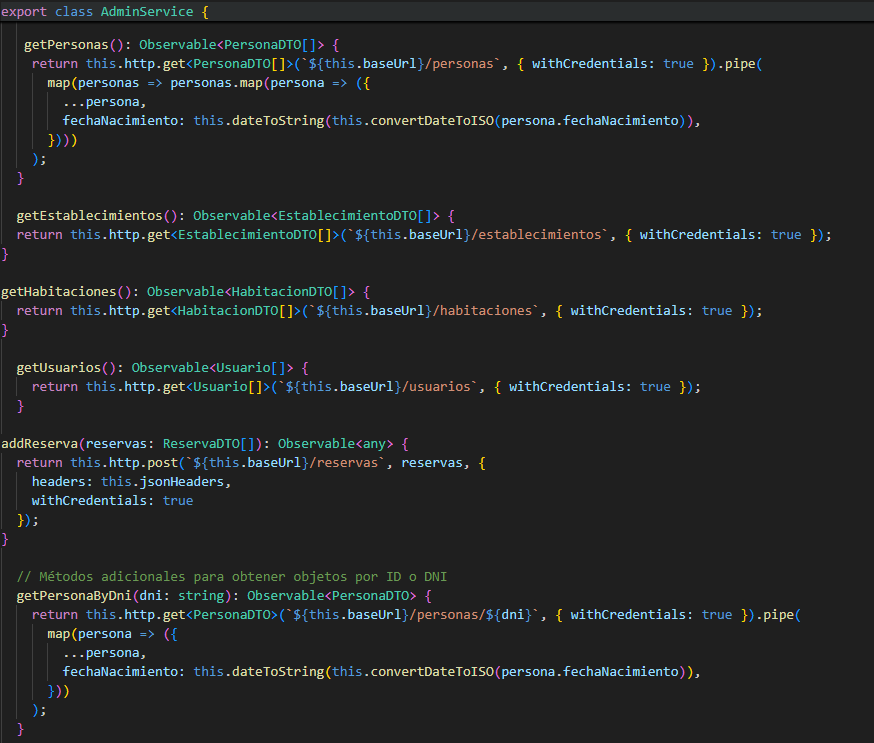 export class AdminService {
getPersonas(): Observable<PersonaDTO[]> {
return this.http.get<PersonaDTO[]>(`${this.baseUrl}/personas`, { withCredentials: true }).pipe(
map(personas => personas.map(persona => ({
...persona,
fechaNacimiento: this.dateToString(this.convertDateToISO(persona.fechaNacimiento)),
})))
);
}
getEstablecimientos(): Observable<EstablecimientoDTO[]> {
return this.http.get<EstablecimientoDTO[]>(`${this.baseUrl}/establecimientos`, { withCredentials: true });
}
getHabitaciones(): Observable<HabitacionDTO[]> {
return this.http.get<HabitacionDTO[]>(`${this.baseUrl}/habitaciones`, { withCredentials: true });
}
getUsuarios(): Observable<Usuario[]> {
return this.http.get<Usuario[]>(`${this.baseUrl}/usuarios`, { withCredentials: true });
}
addReserva(reservas: ReservaDTO[]): Observable<any> {
return this.http.post(`${this.baseUrl}/reservas`, reservas, {
headers: this.jsonHeaders,
withCredentials: true
});
}
// Métodos adicionales para obtener objetos por ID o DNI
getPersonaByDni(dni: string): Observable<PersonaDTO> {
return this.http.get<PersonaDTO>(`${this.baseUrl}/personas/${dni}`, { withCredentials: true }).pipe(
map(persona => ({
...persona,
fechaNacimiento: this.dateToString(this.convertDateToISO(persona.fechaNacimiento)),
}))
);
}